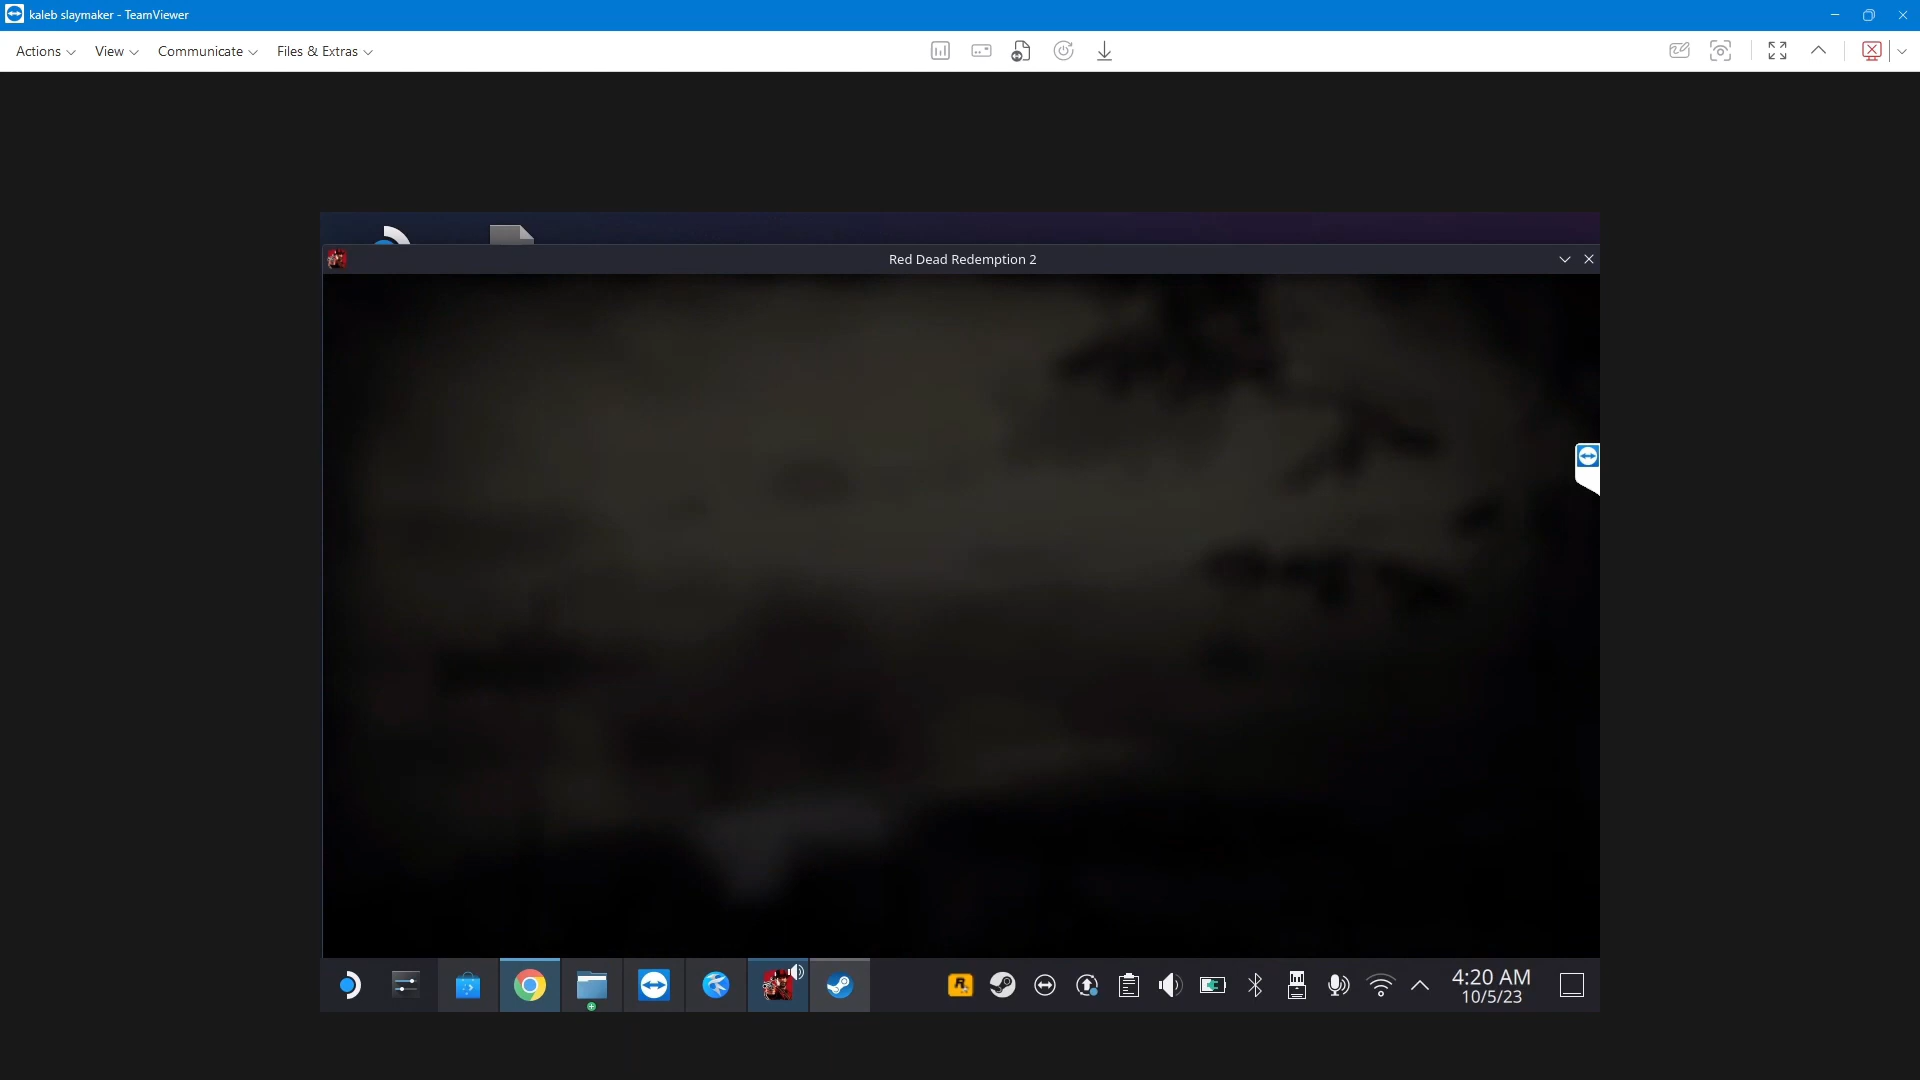 kaleb slaymaker - TeamViewer
Actions View Communicate Files & Extras
Red Dead Redemption 2
4:20 AM
10/5/23